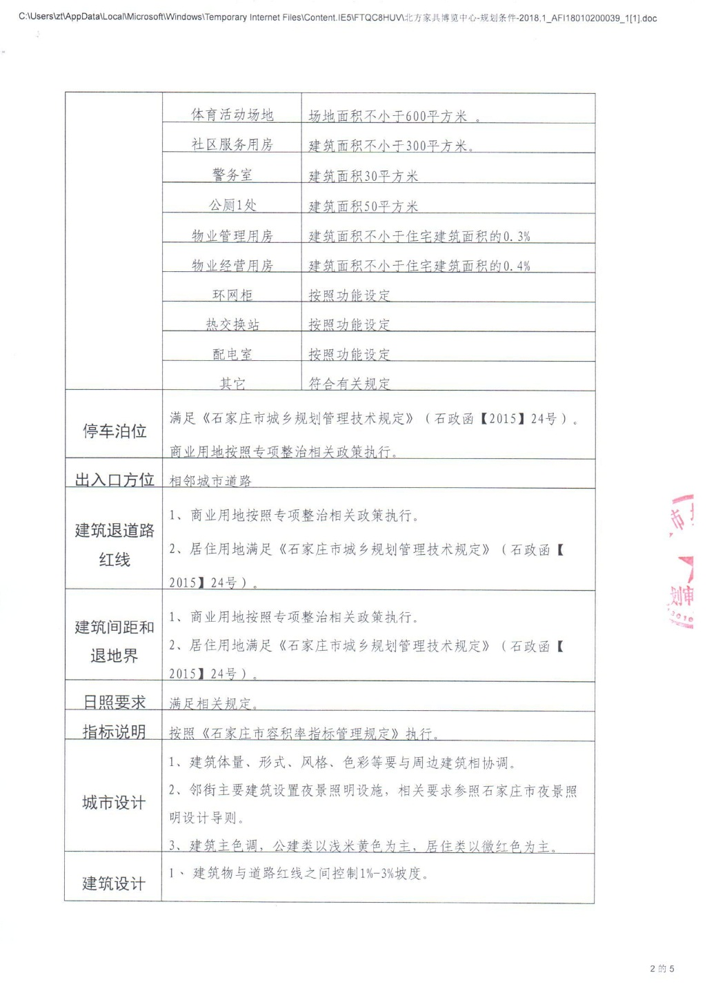 C:\Users\zt\AppData\Local\Microsoft\Windows\Temporary Internet Files\Content.IE5\FTQC8HUV\北方家具博览中心-规划条件-2018.1_AFI18010200039_1[1].doc
体育活动场地 场地面积不小于600平方米 。
社区服务用房 建筑面积不小于300平方米。
警务室 建筑面积30平方米
公厕1处 建筑面积50平方米
物业管理用房 建筑面积不小于住宅建筑面积的0.3%
物业经营用房 建筑面积不小于住宅建筑面积的0.4%
环网柜 按照功能设定
热交换站 按照功能设定
配电室 按照功能设定
其它 符合有关规定
停车泊位
满足《石家庄市城乡规划管理技术规定》（石政函【2015】24号）。
商业用地按照专项整治相关政策执行。
出入口方位 相邻城市道路
建筑退道路
红线
1、商业用地按照专项整治相关政策执行。
2、居住用地满足《石家庄市城乡规划管理技术规定》（石政函【
2015】24号）。
建筑间距和
退地界
1、商业用地按照专项整治相关政策执行。
2、居住用地满足《石家庄市城乡规划管理技术规定》（石政函【
2015】24号）。
日照要求 满足相关规定。
指标说明 按照《石家庄市容积率指标管理规定》执行。
城市设计
1、建筑体量、形式、风格、色彩等要与周边建筑相协调。
2、邻街主要建筑设置夜景照明设施，相关要求参照石家庄市夜景照
明设计导则。
3、建筑主色调，公建类以浅米黄色为主，居住类以微红色为主。
建筑设计
1、建筑物与道路红线之间控制1%-3%坡度。
市
划审
3010
2 的 5